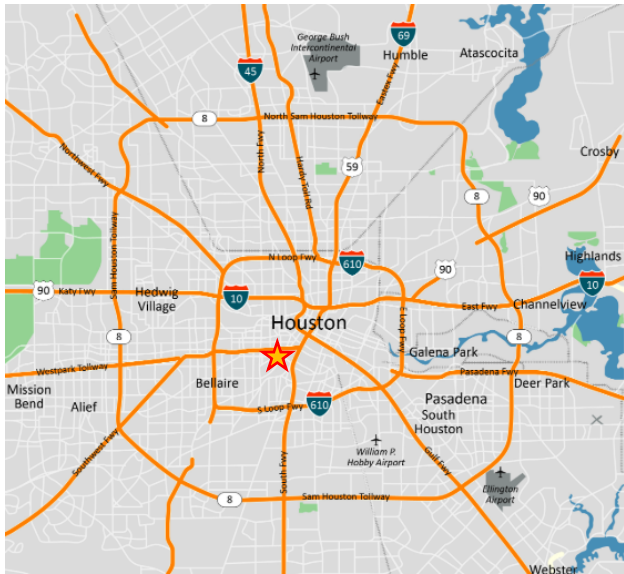 George Bush
Intercontinental
Airport
69
Humble
Atascocita
45
Eastex Fwy
8
North Sam Houston Tollway
North Fwy
Hardy Toll Rd
Crosby
Northwest Fwy
59
8
90
Sam Houston Tollway
N Loop Fwy
610
90
Highlands
90
Katy Fwy
Hedwig
Village
10
10
East Fwy
Channelview
Houston
E Loop Fwy
8
8
Galena Park
Westpark Tollway
Pasadena Fwy
Mission
Bend
Bellaire
Deer Park
Alief
S Loop Fwy
610
Pasadena
South
Houston
Southwest Fwy
William P.
Hobby Airport
South Fwy
Gulf Fwy
Ellington
Airport
8
Sam Houston Tollway
Webster